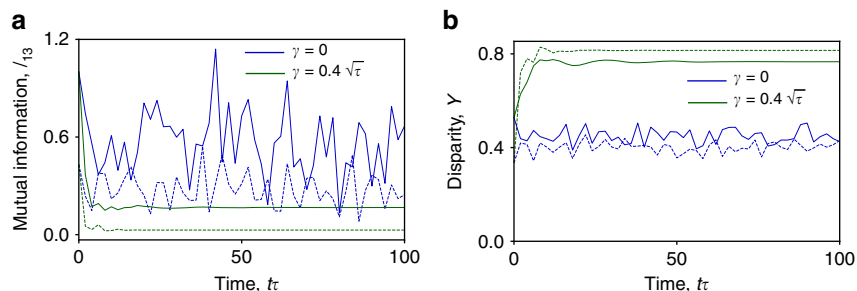 a
Mutual information, I13
1.2
0.6
0.0
γ = 0
γ = 0.4 √τ
0
50
100
Time, tτ
b
Disparity, Y
0.8
0.4
0.0
γ = 0
γ = 0.4 √τ
0
50
100
Time, tτ